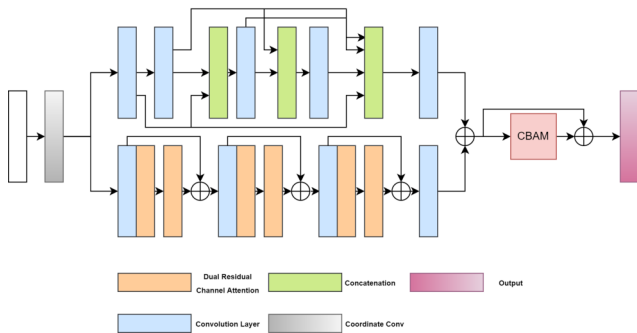 CBAM
Dual Residual
Channel Attention
Concatenation
Output
Convolution Layer
Coordinate Conv